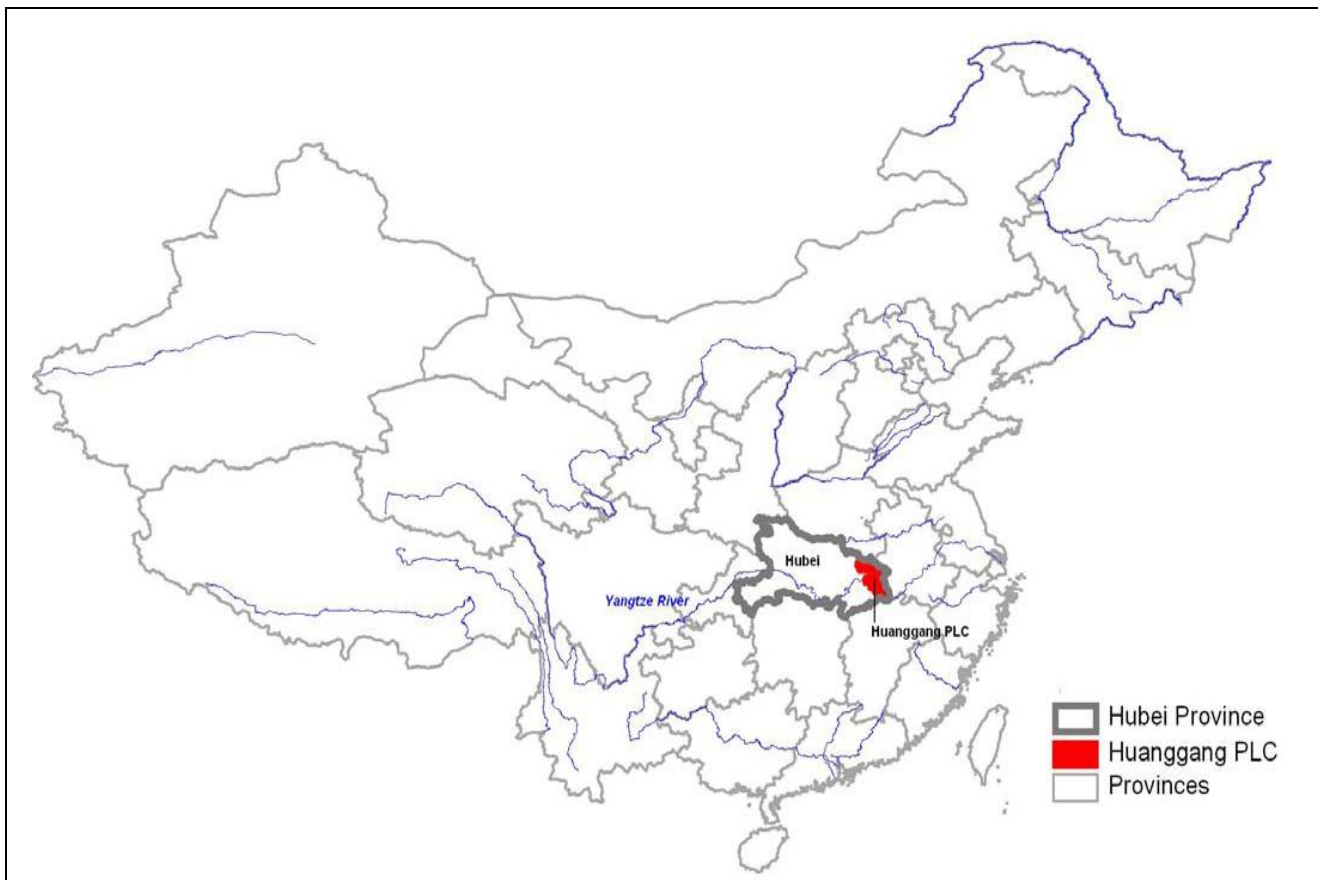 Hubei
Yangtze River
Huanggang PLC
Hubei Province
Huanggang PLC
Provinces